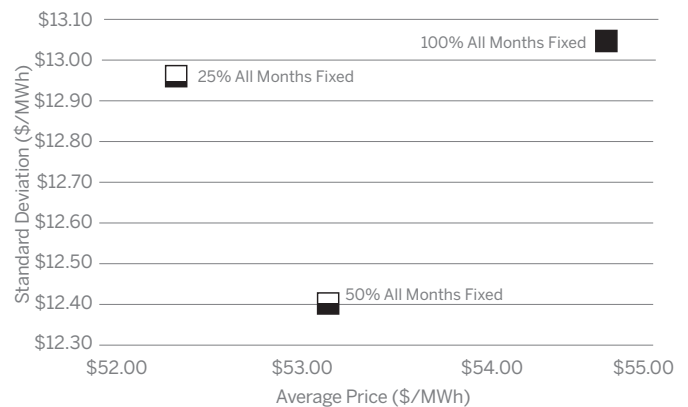 $13.10
100% All Months Fixed
$13.00
25% All Months Fixed
$12.90
$12.80
$12.70
$12.60
$12.50
50% All Months Fixed
$12.40
$12.30
Standard Deviation ($/MWh)
$52.00 $53.00 $54.00 $55.00
Average Price ($/MWh)